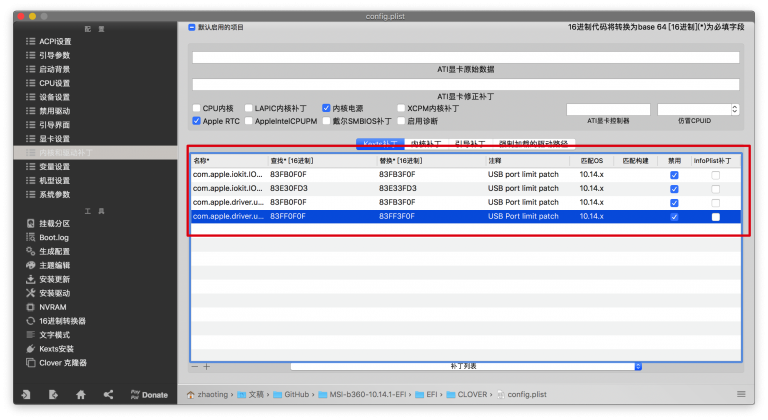 config.plist
配 置
ACPI设置
引导参数
启动背景
CPU设置
设备设置
禁用驱动
引导界面
显卡设置
内核和驱动补丁
变量设置
机型设置
系统参数
工 具
挂载分区
Boot.log
生成配置
主题编辑
安装更新
安装驱动
NVRAM
16进制转换器
文字模式
Kexts安装
Clover 克隆器
Donate
默认启用的项目
16进制代码将转换为base 64 [16进制](*)为必填字段
ATI显卡原始数据
ATI显卡修正补丁
CPU内核 LAPIC内核补丁 内核电源 XCPM内核补丁
Apple RTC AppleIntelCPUPM 戴尔SMBIOS补丁 启用诊断
ATI显卡控制器 仿冒CPUID
Kexts补丁 内核补丁 引导补丁 强制加载的驱动路径
名称* 查找* [16进制] 替换* [16进制] 注释 匹配OS 匹配构建 禁用 InfoPlist补丁
com.apple.iokit.IO... 83FB0F0F 83FB3F0F USB port limit patch 10.14.x
com.apple.iokit.IO... 83E30FD3 83E33FD3 USB Port limit patch 10.14.x
com.apple.driver.u... 83FB0F0F 83FB3F0F USB Port limit patch 10.14.x
com.apple.driver.u... 83FF0F0F 83FF3F0F USB Port limit patch 10.14.x
补丁列表
zhaoting › 文稿 › GitHub › MSI-b360-10.14.1-EFI › EFI › CLOVER › config.plist